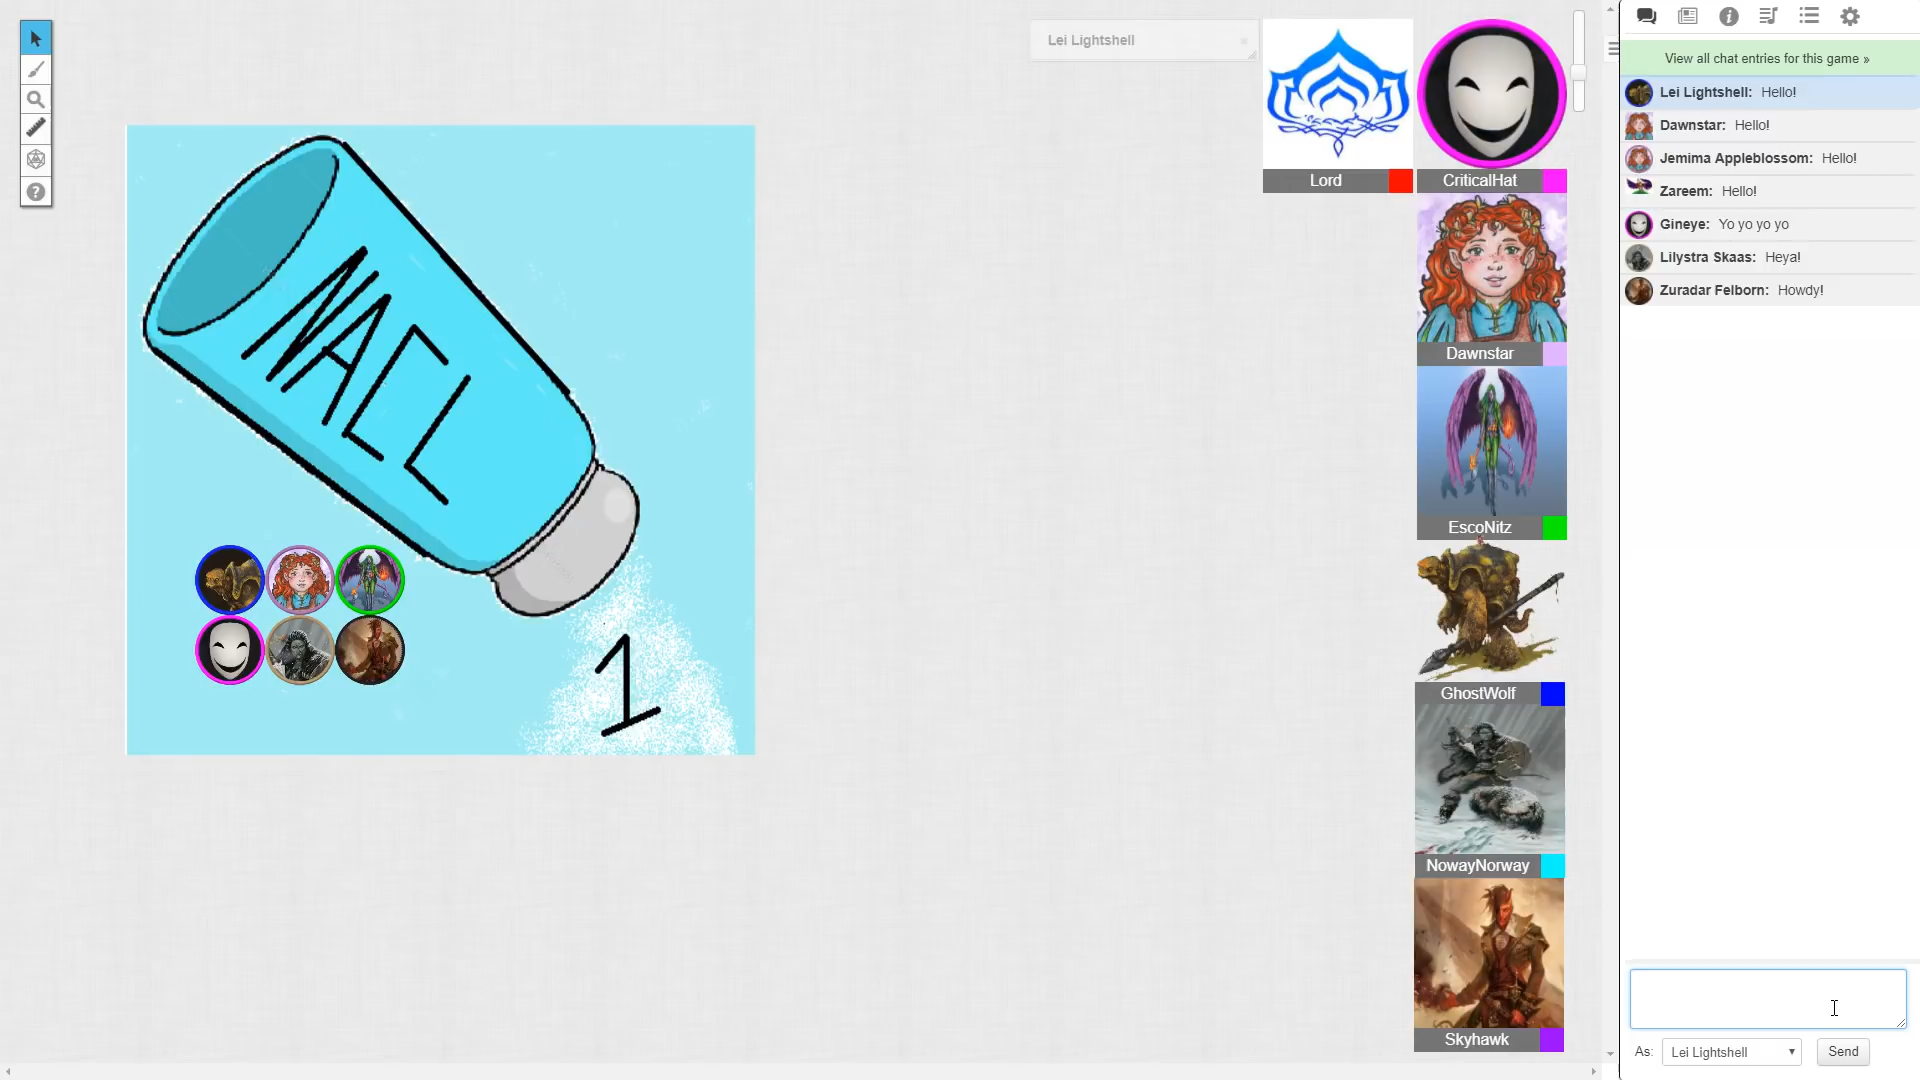 Lei Lightshell
Lord
CriticalHat
Dawnstar
EscoNitz
GhostWolf
NowayNorway
Skyhawk
NACL
1
View all chat entries for this game »
Lei Lightshell: Hello!
Dawnstar: Hello!
Jemima Appleblossom: Hello!
Zareem: Hello!
Gineye: Yo yo yo yo
Lilystra Skaas: Heya!
Zuradar Felborn: Howdy!
As: Lei Lightshell Send